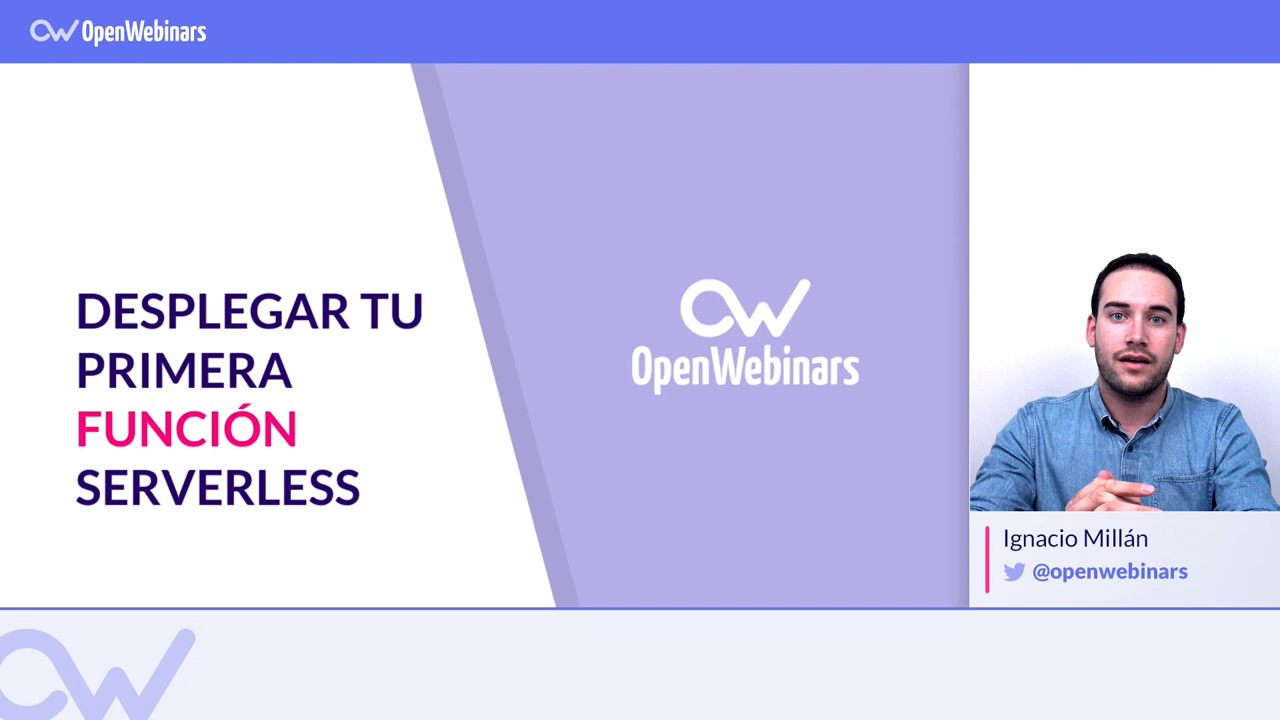 OpenWebinars
DESPLEGAR TU
PRIMERA
FUNCIÓN
SERVERLESS
OpenWebinars
Ignacio Millán
@openwebinars